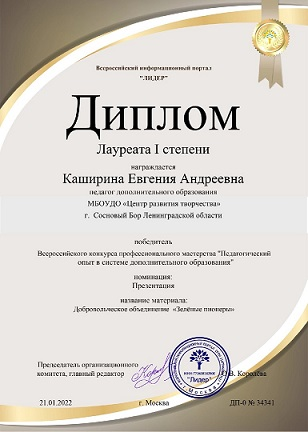 Всероссийский информационный портал
"ЛИДЕР"
Диплом
Лауреата I степени
награждается
Каширина Евгения Андреевна
педагог дополнительного образования
МБОУДО «Центр развития творчества»
г. Сосновый Бор Ленинградской области
победитель
Всероссийского конкурса профессионального мастерства "Педагогический
опыт в системе дополнительного образования"
номинация:
Презентация
название материала:
Добровольческое объединение «Зелёные пионеры»
Председатель организационного
комитета, главный редактор
О.В. Королёва
"Лидер"
21.01.2022
г. Москва
ДП-0 № 34341